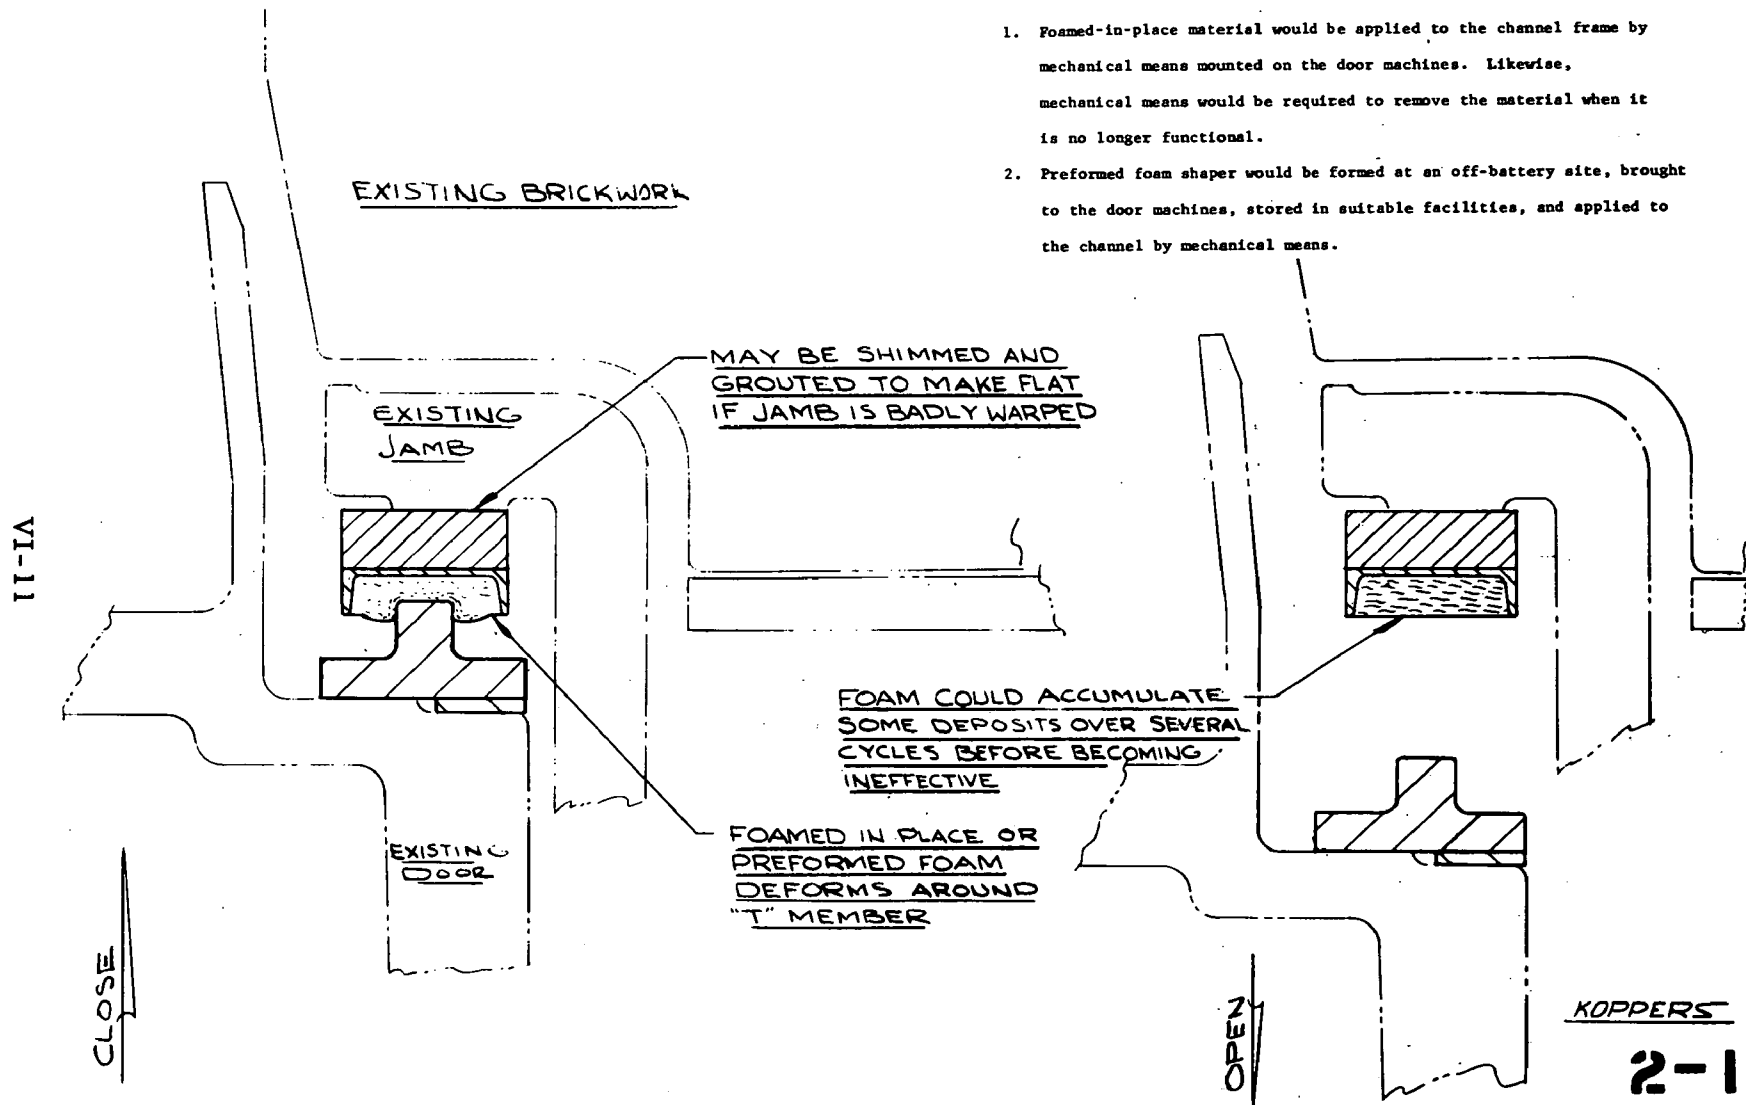 1. Foamed-in-place material would be applied to the channel frame by
mechanical means mounted on the door machines. Likewise,
mechanical means would be required to remove the material when it
is no longer functional.
2. Preformed foam shaper would be formed at an off-battery site, brought
to the door machines, stored in suitable facilities, and applied to
the channel by mechanical means.
EXISTING BRICKWORK
MAY BE SHIMMED AND
GROUTED TO MAKE FLAT
IF JAMB IS BADLY WARPED
EXISTING
JAMB
VI-11
FOAM COULD ACCUMULATE
SOME DEPOSITS OVER SEVERAL
CYCLES BEFORE BECOMING
INEFFECTIVE
FOAMED IN PLACE OR
PREFORMED FOAM
DEFORMS AROUND
"T" MEMBER
EXISTING
DOOR
CLOSE
OPEN
KOPPERS
2-1